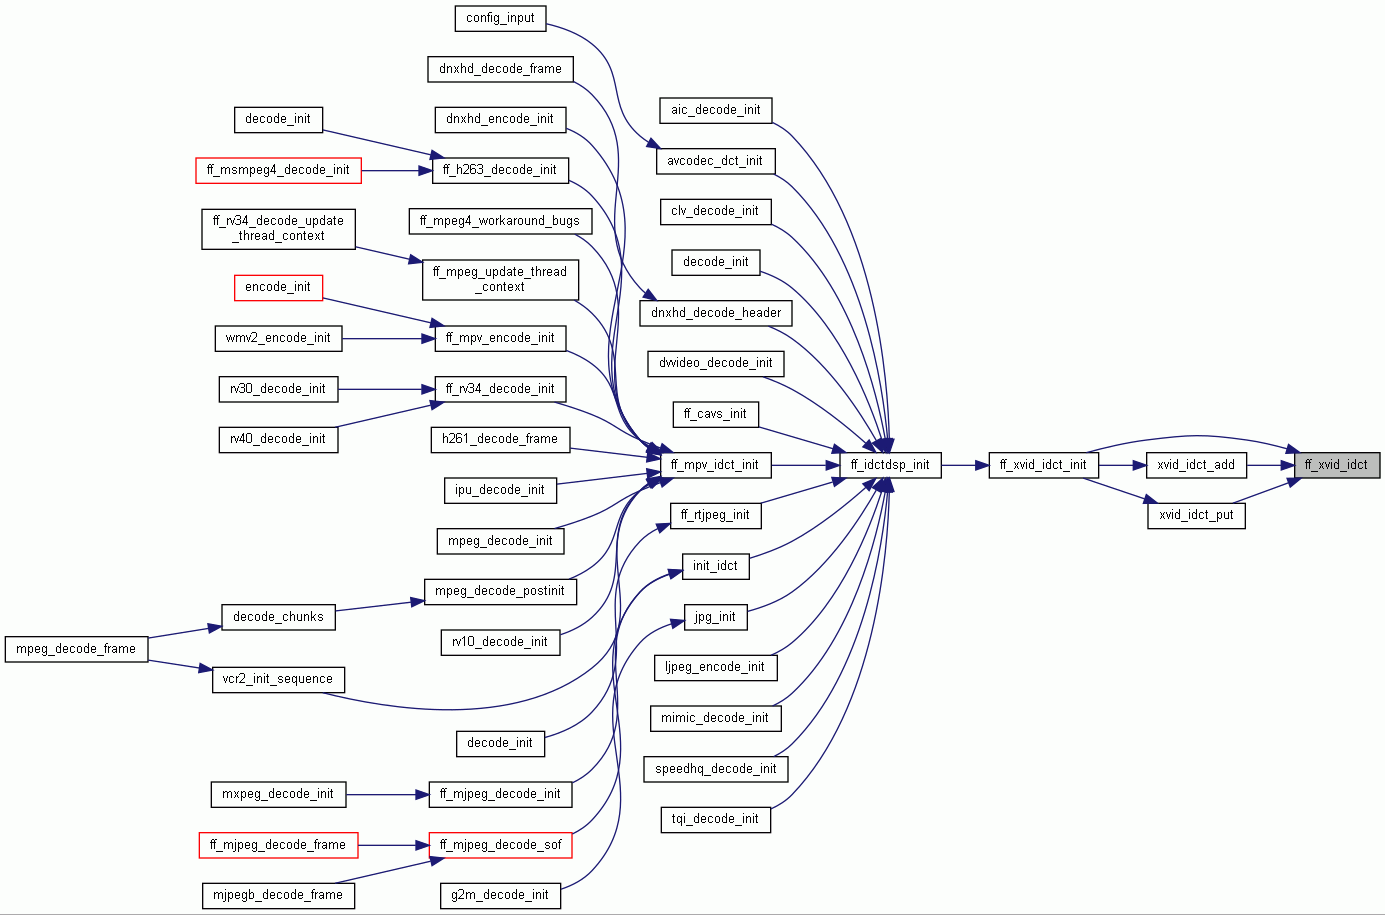 config_input
dnxhd_decode_frame
aic_decode_init
decode_init
dnxhd_encode_init
avcodec_dct_init
ff_msmpeg4_decode_init
ff_h263_decode_init
clv_decode_init
ff_rv34_decode_update
_thread_context
ff_mpeg4_workaround_bugs
decode_init
ff_mpeg_update_thread
_context
encode_init
dnxhd_decode_header
wmv2_encode_init
ff_mpv_encode_init
dvvideo_decode_init
rv30_decode_init
ff_rv34_decode_init
ff_cavs_init
rv40_decode_init
h261_decode_frame
ff_mpv_idct_init
ff_idctdsp_init
ff_xvid_idct_init
xvid_idct_add
ff_xvid_idct
ipu_decode_init
ff_rtjpeg_init
xvid_idct_put
mpeg_decode_init
init_idct
mpeg_decode_postinit
decode_chunks
jpg_init
mpeg_decode_frame
rv10_decode_init
ljpeg_encode_init
vcr2_init_sequence
mimic_decode_init
decode_init
speedhq_decode_init
mxpeg_decode_init
ff_mjpeg_decode_init
tqi_decode_init
ff_mjpeg_decode_frame
ff_mjpeg_decode_sof
mjpegb_decode_frame
g2m_decode_init